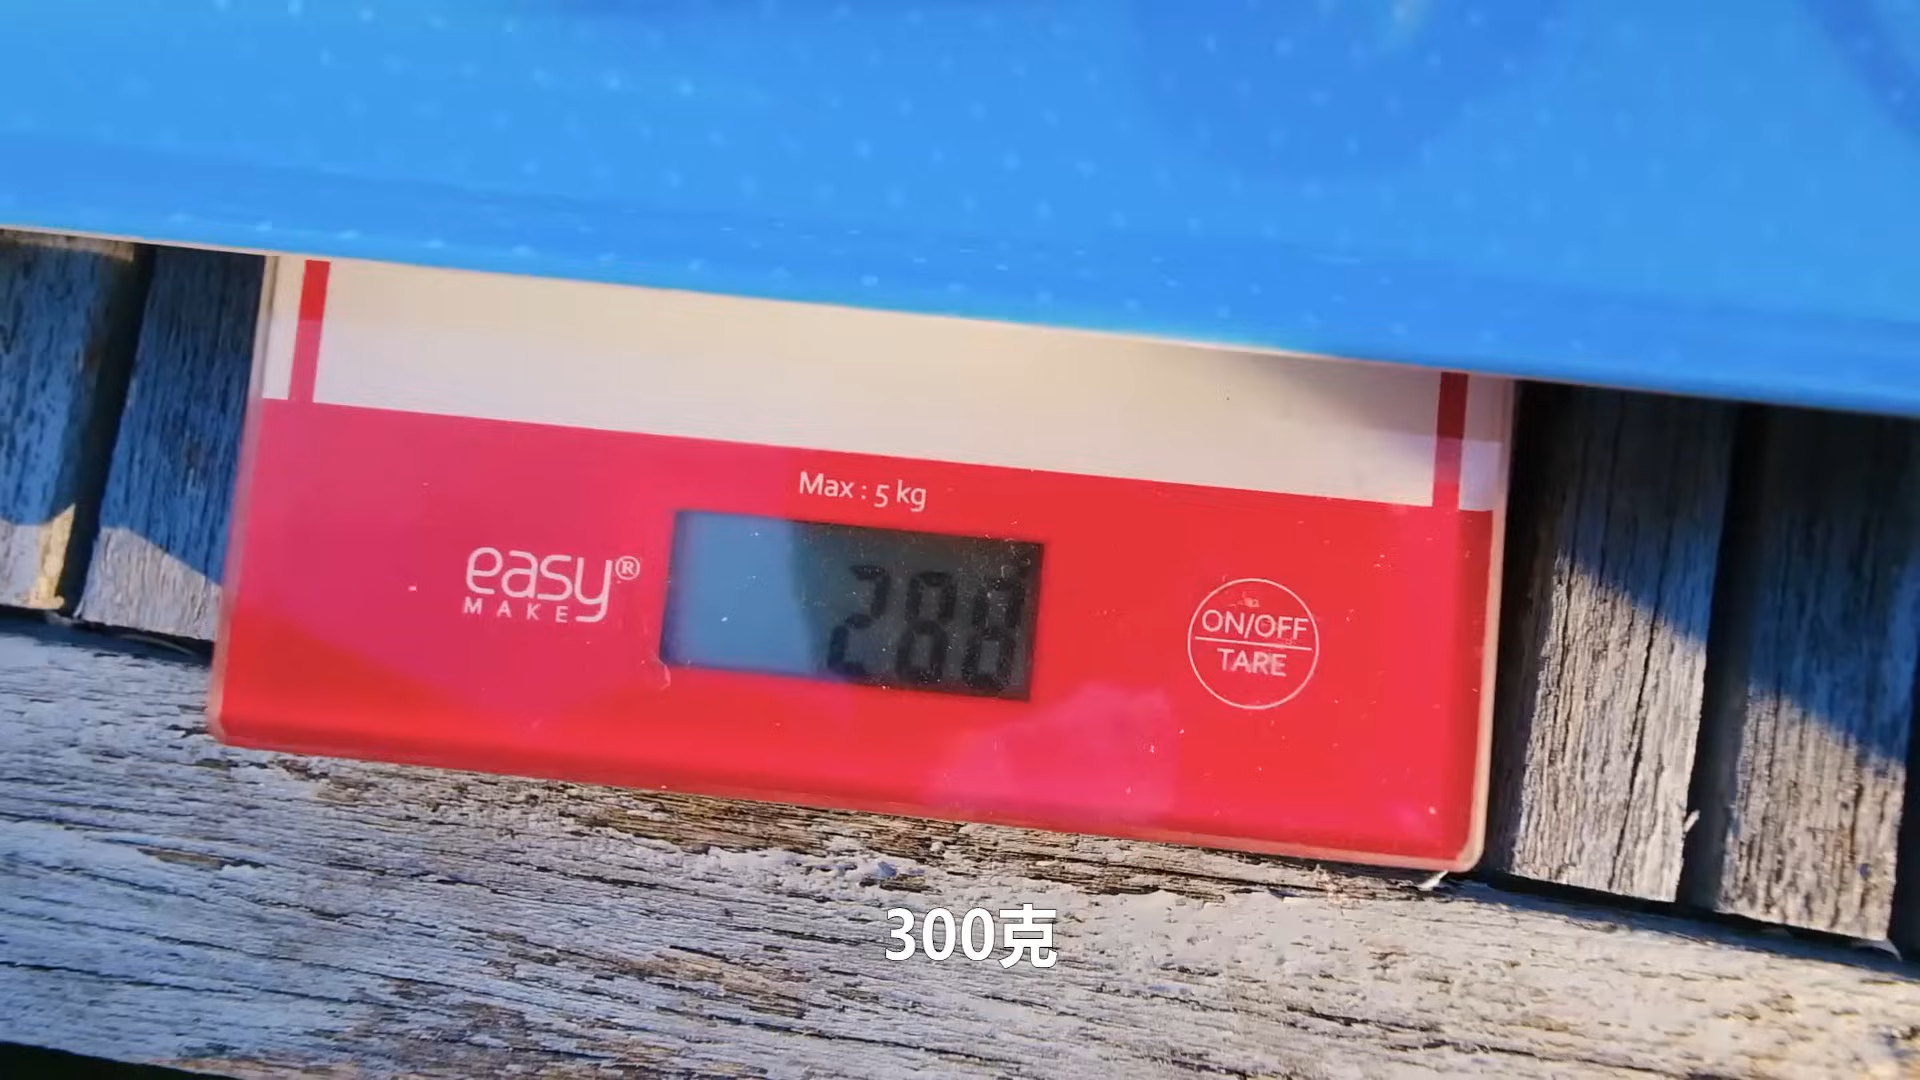 Max : 5 kg
easy®
MAKE
288
ON/OFF
TARE
300克